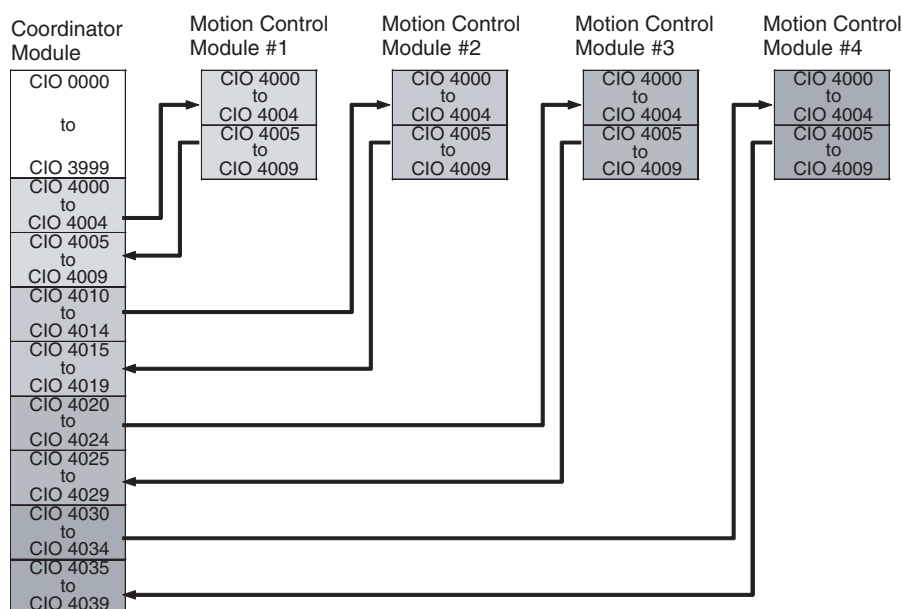 Coordinator
Module
CIO 0000
to
CIO 3999
CIO 4000
to
CIO 4004
CIO 4005
to
CIO 4009
CIO 4010
to
CIO 4014
CIO 4015
to
CIO 4019
CIO 4020
to
CIO 4024
CIO 4025
to
CIO 4029
CIO 4030
to
CIO 4034
CIO 4035
to
CIO 4039
Motion Control
Module #1
CIO 4000
to
CIO 4004
CIO 4005
to
CIO 4009
Motion Control
Module #2
CIO 4000
to
CIO 4004
CIO 4005
to
CIO 4009
Motion Control
Module #3
CIO 4000
to
CIO 4004
CIO 4005
to
CIO 4009
Motion Control
Module #4
CIO 4000
to
CIO 4004
CIO 4005
to
CIO 4009